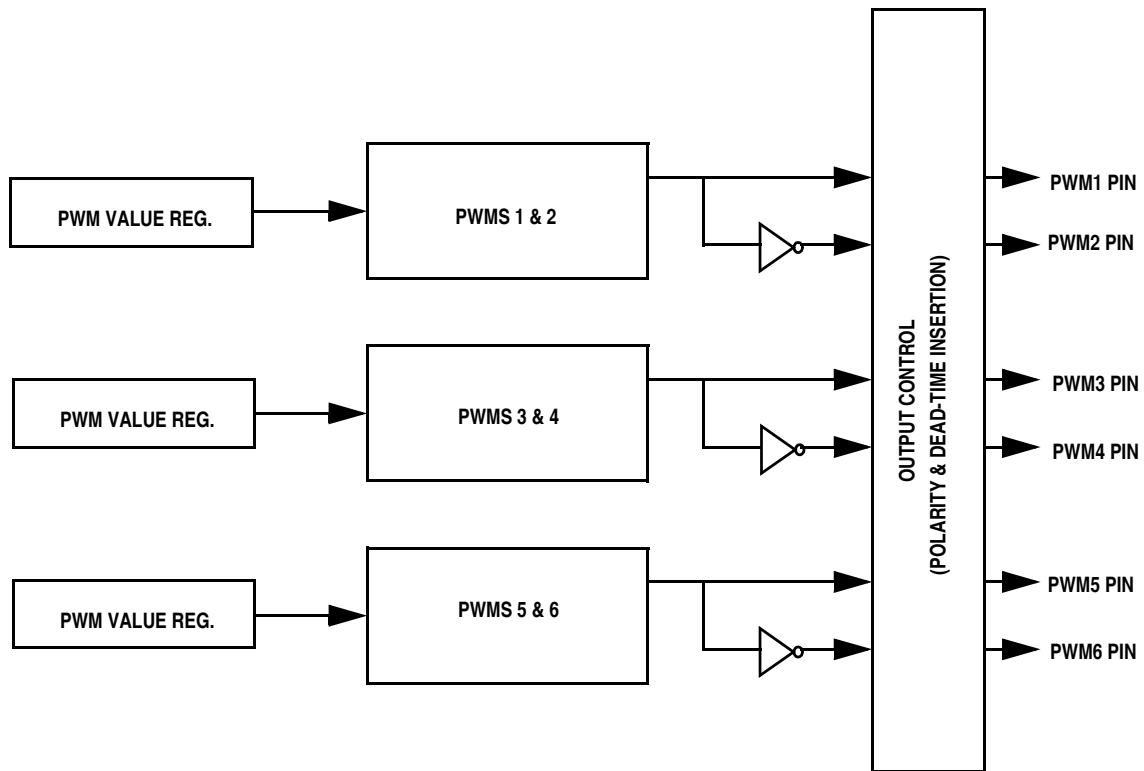 PWM VALUE REG.
PWMS 1 & 2
PWM1 PIN
PWM2 PIN
PWM VALUE REG.
PWMS 3 & 4
PWM3 PIN
PWM4 PIN
PWM VALUE REG.
PWMS 5 & 6
PWM5 PIN
PWM6 PIN
OUTPUT CONTROL
(POLARITY & DEAD-TIME INSERTION)